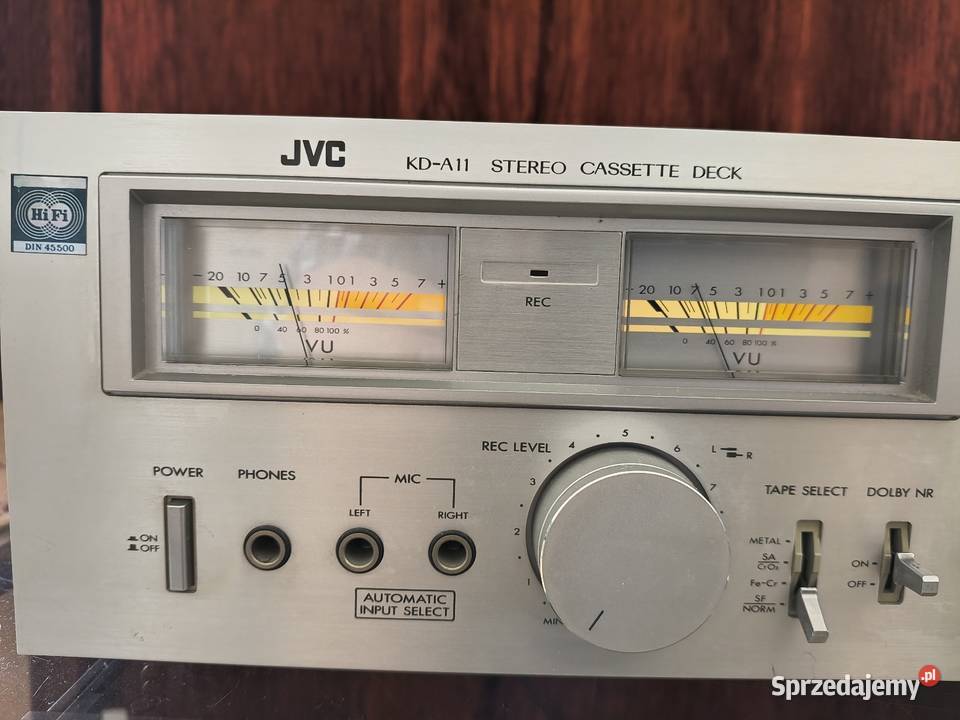 JVC KD-A11 STEREO CASSETTE DECK
Hi Fi
DIN 45500
- 20 10 7 5 3 1 0 1 3 5 7 +
0 40 60 80 100 %
VU
REC
- 20 10 7 5 3 1 0 1 3 5 7 +
0 40 60 80 100 %
VU
POWER
ON
OFF
PHONES
MIC
LEFT RIGHT
AUTOMATIC
INPUT SELECT
REC LEVEL
MIN 1 2 3 4 5 6 7
L R
TAPE SELECT
METAL
SA
CrO2
Fe-Cr
SF
NORM
DOLBY NR
ON
OFF
Sprzedajemy.pl